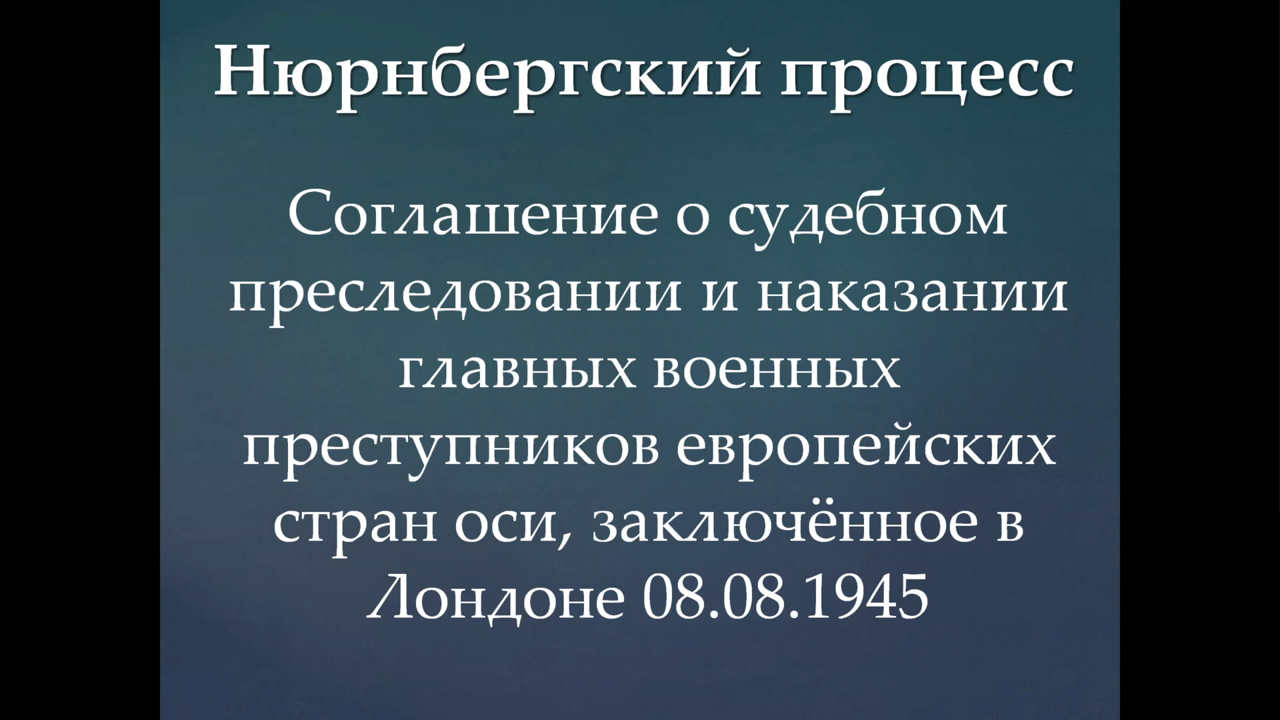 Нюрнбергский процесс
Соглашение о судебном
преследовании и наказании
главных военных
преступников европейских
стран оси, заключённое в
Лондоне 08.08.1945